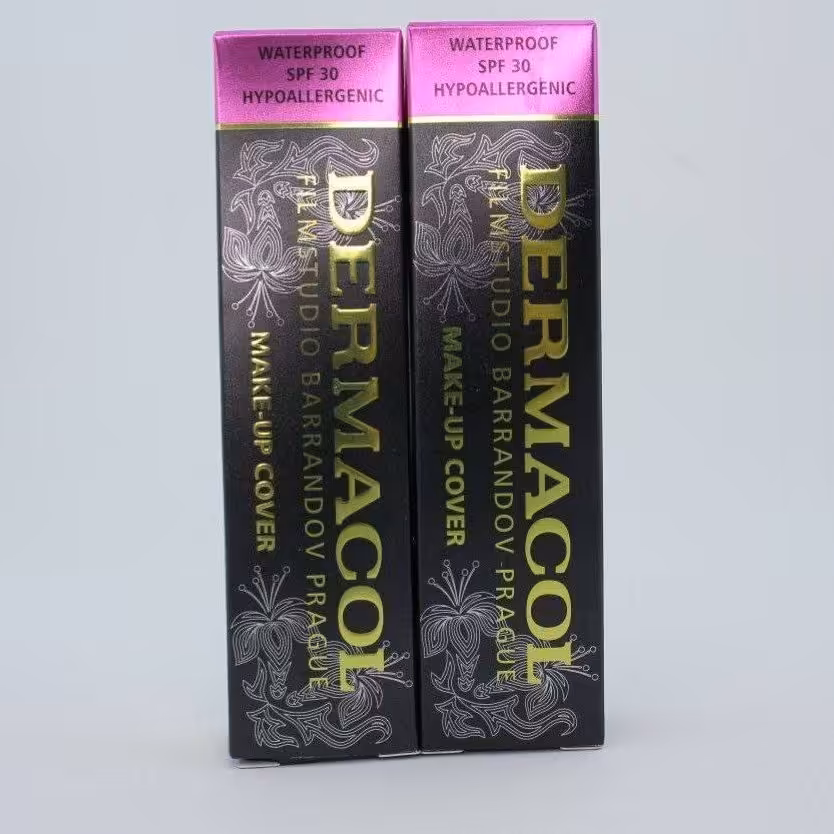 WATERPROOF
SPF 30
HYPOALLERGENIC
DERMACOL
FILMSTUDIO BARRANDOV PRAGUE
MAKE-UP COVER
WATERPROOF
SPF 30
HYPOALLERGENIC
DERMACOL
FILMSTUDIO BARRANDOV PRAGUE
MAKE-UP COVER